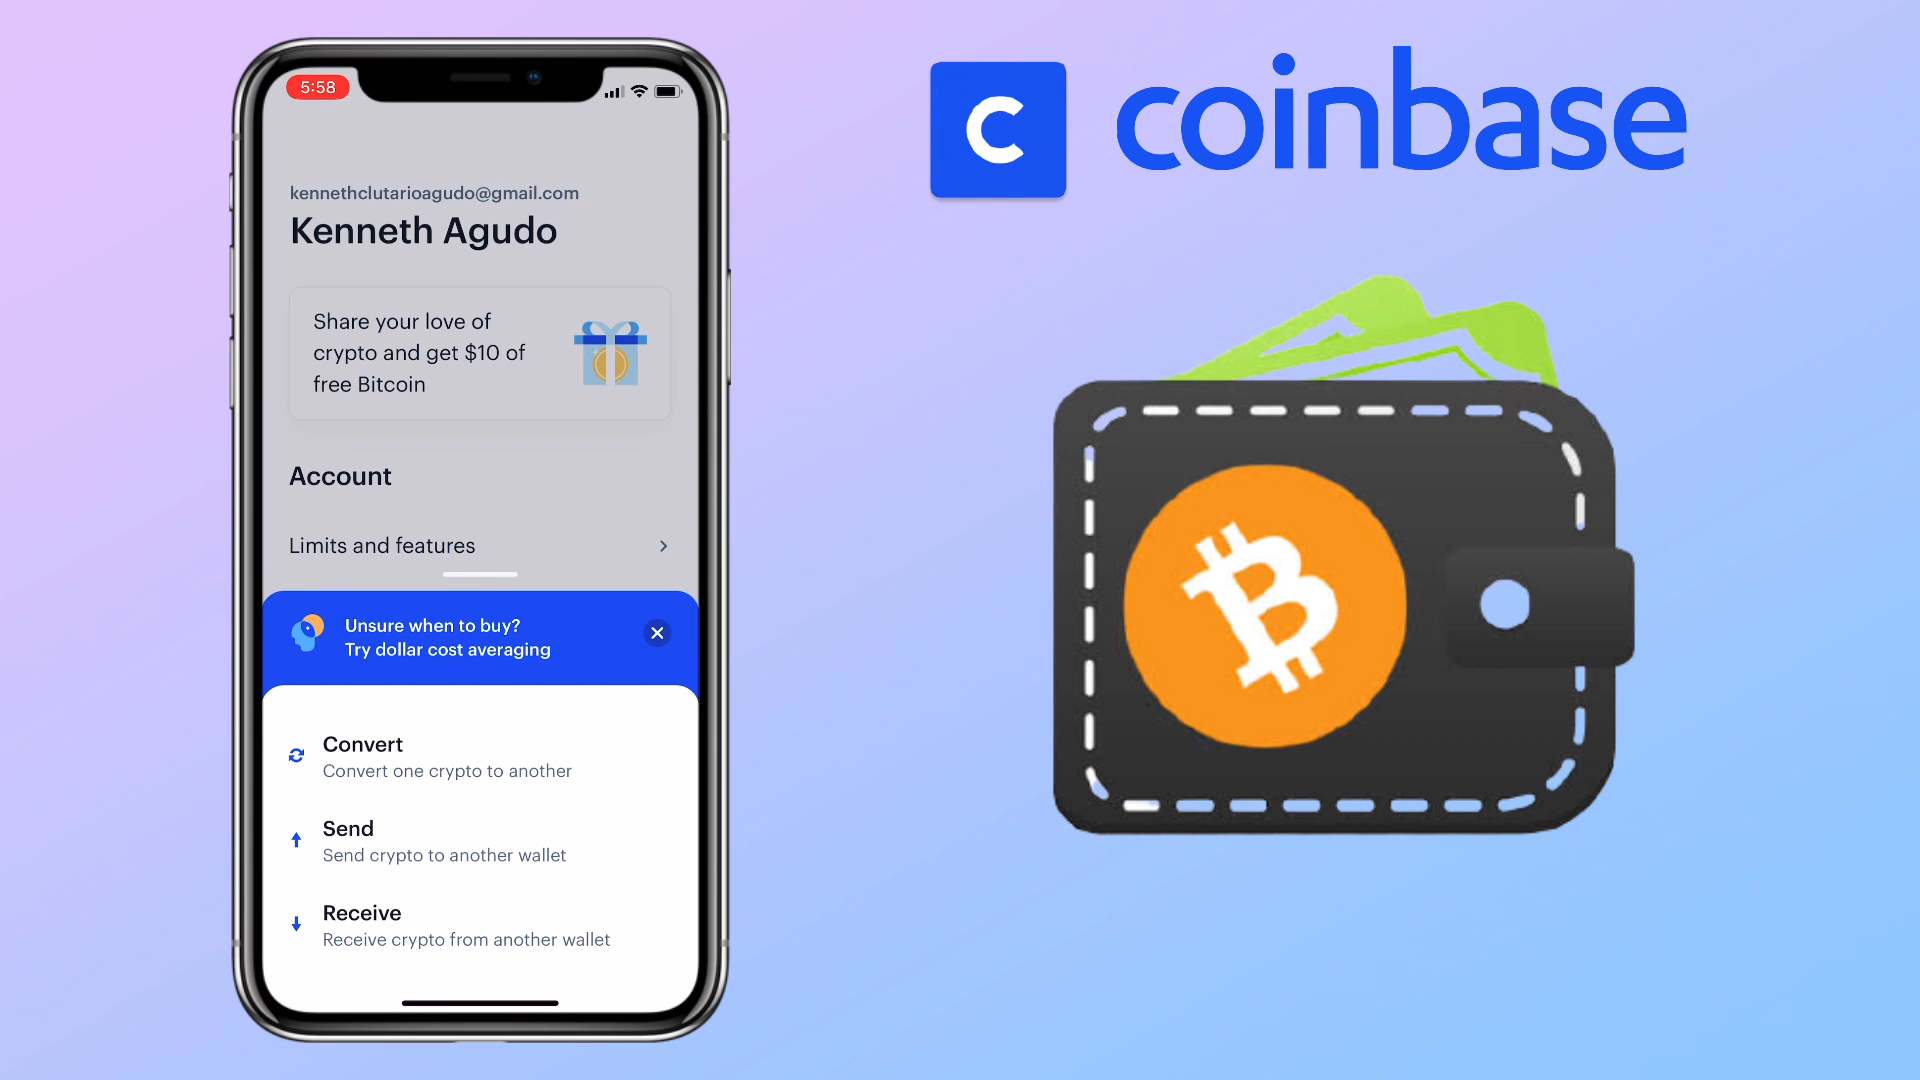 5:58
kennethclutarioagudo@gmail.com
Kenneth Agudo
Share your love of
crypto and get $10 of
free Bitcoin
Account
Limits and features
Unsure when to buy?
Try dollar cost averaging
Convert
Convert one crypto to another
Send
Send crypto to another wallet
Receive
Receive crypto from another wallet
c coinbase